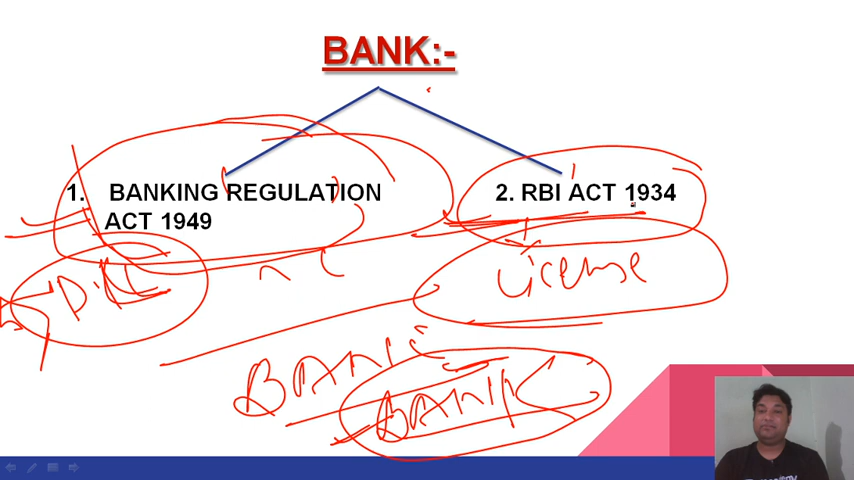 BANK:-
1. BANKING REGULATION
ACT 1949
2. RBI ACT 1934
License
BANK
BANK